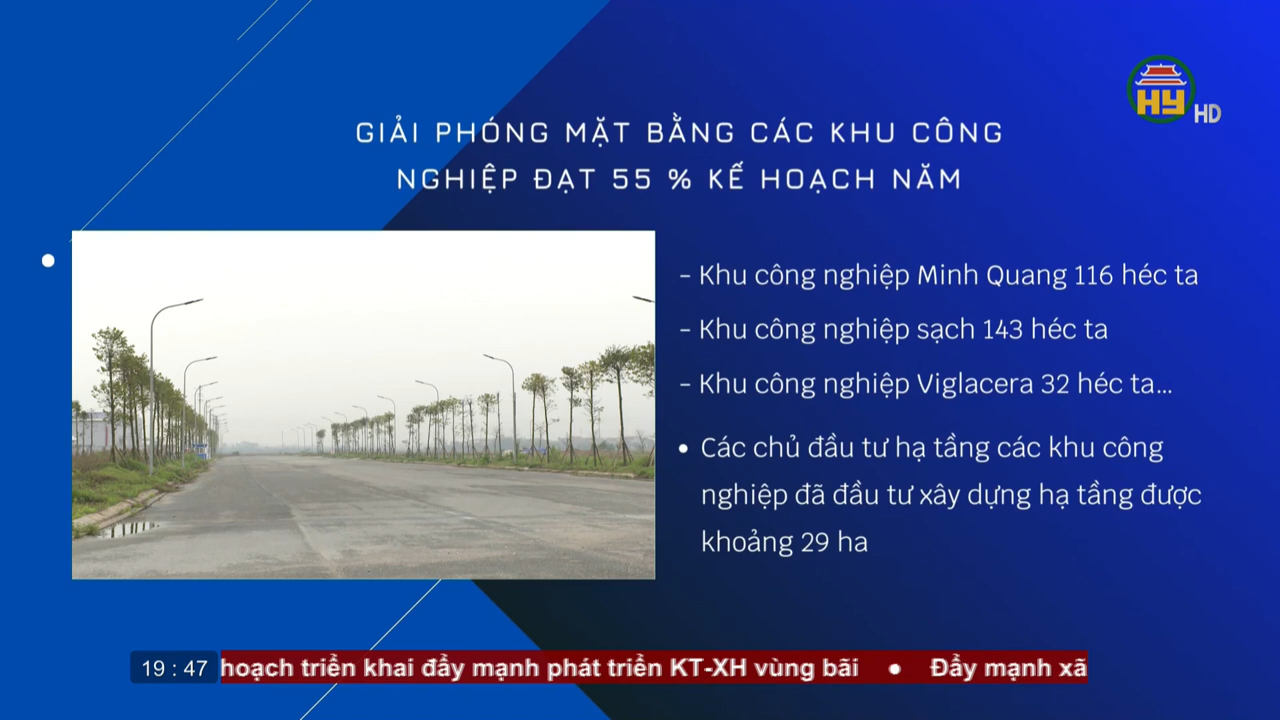 HY HD
GIẢI PHÓNG MẶT BẰNG CÁC KHU CÔNG
NGHIỆP ĐẠT 55 % KẾ HOẠCH NĂM
- Khu công nghiệp Minh Quang 116 héc ta
- Khu công nghiệp sạch 143 héc ta
- Khu công nghiệp Viglacera 32 héc ta...
• Các chủ đầu tư hạ tầng các khu công
nghiệp đã đầu tư xây dựng hạ tầng được
khoảng 29 ha
19 : 47 hoạch triển khai đẩy mạnh phát triển KT-XH vùng bãi • Đẩy mạnh xã